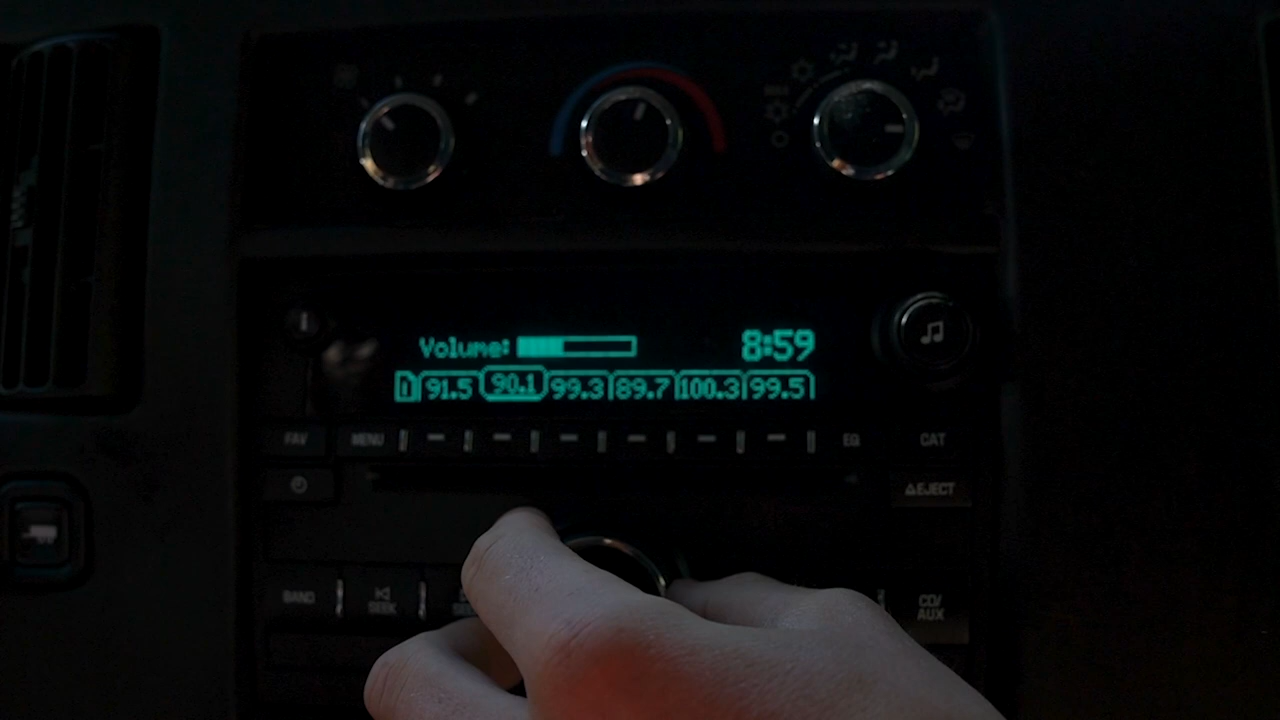 Volume: 8:59
91.5 90.1 99.3 89.7 100.3 99.5
FAV MENU EQ CAT
EJECT
BAND SEEK CD/
AUX